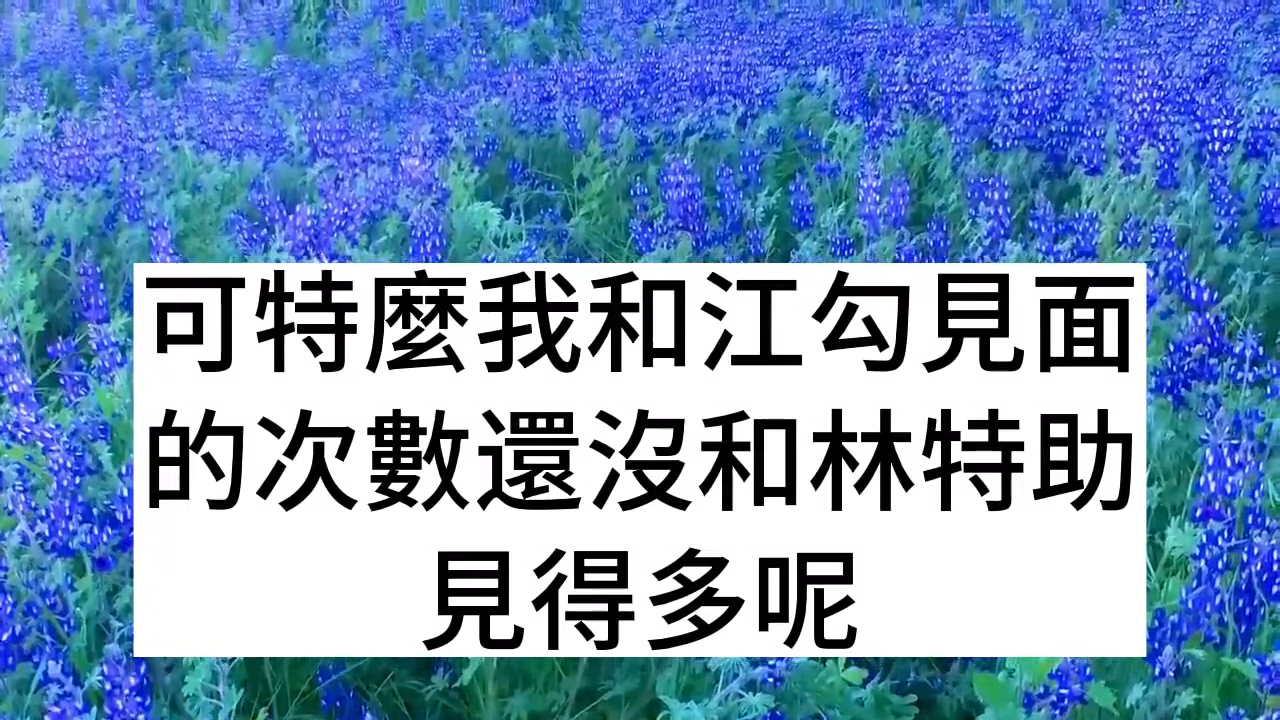 可特麼我和江勾見面
的次數還沒和林特助
見得多呢